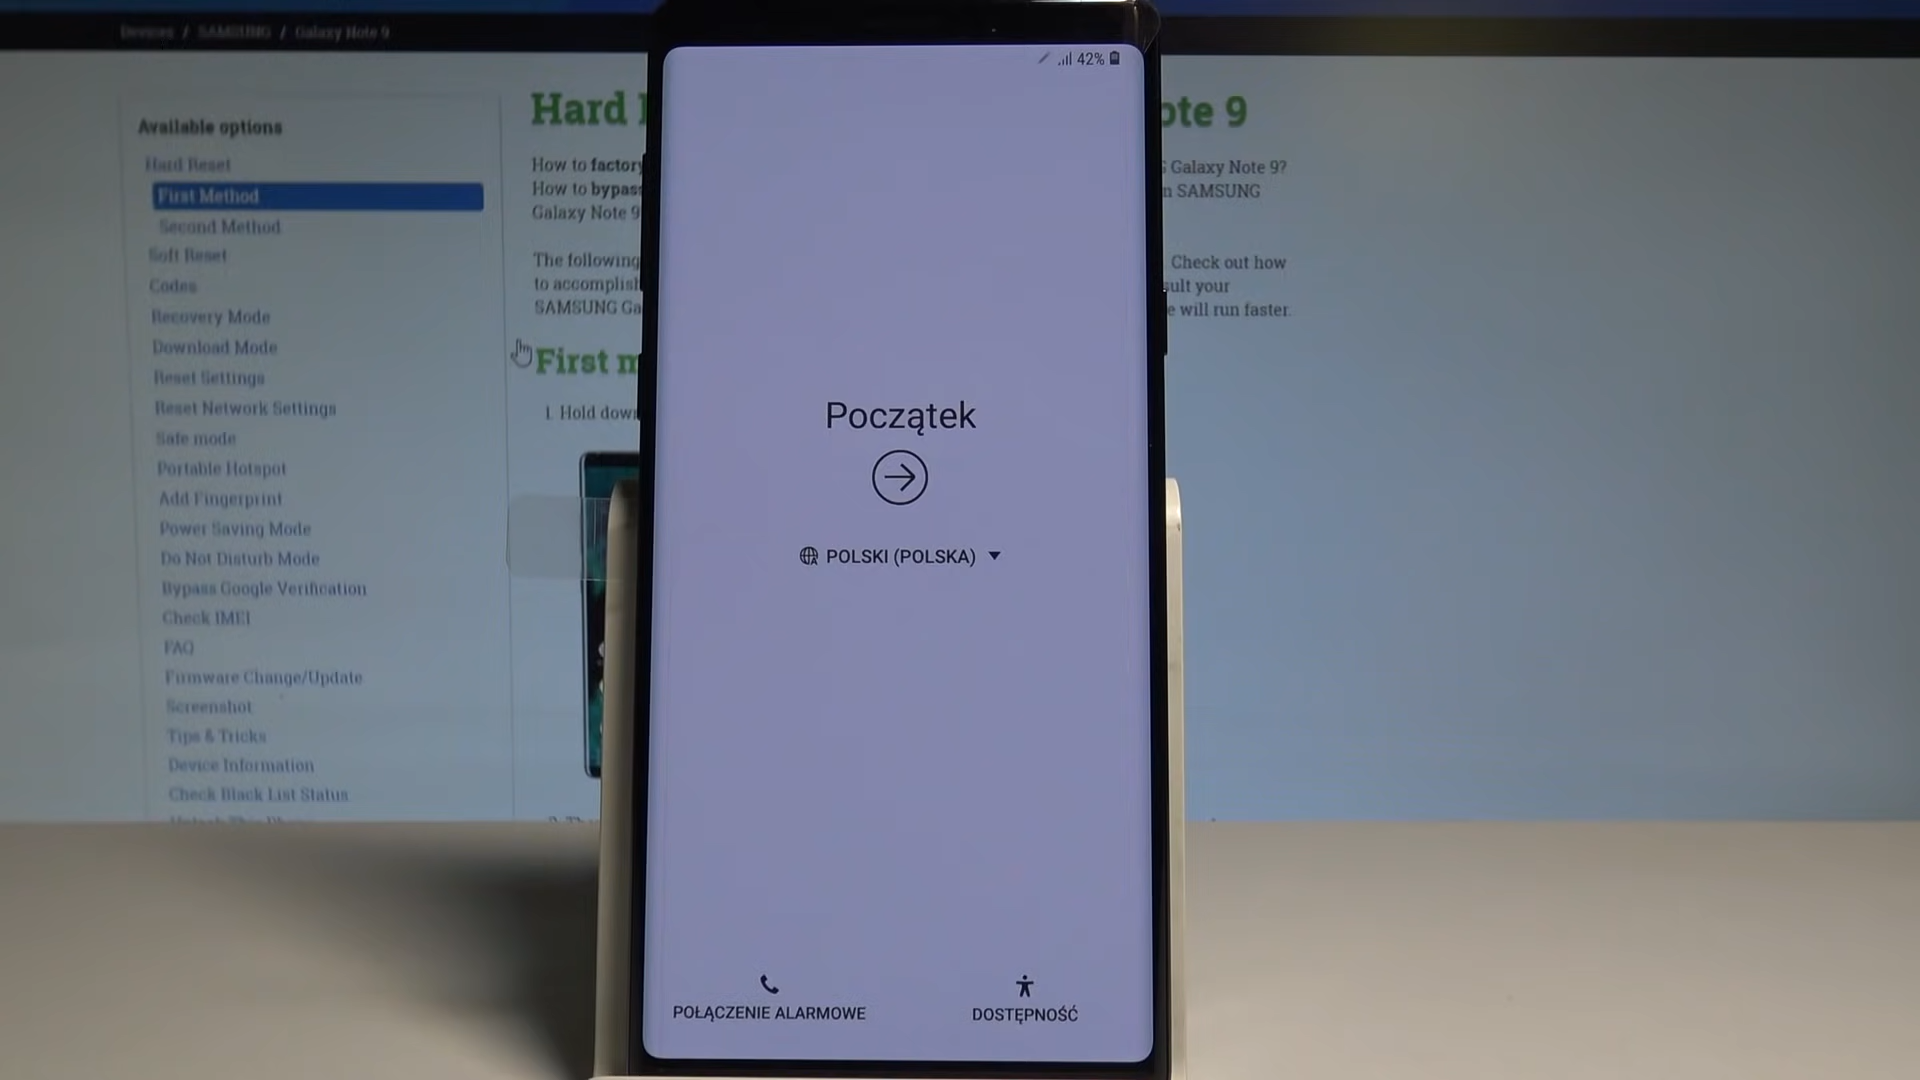 Devices / SAMSUNG / Galaxy Note 9
Available options
Hard Reset
First Method
Second Method
Soft Reset
Codes
Recovery Mode
Download Mode
Reset Settings
Reset Network Settings
Safe mode
Portable Hotspot
Add Fingerprint
Power Saving Mode
Do Not Disturb Mode
Bypass Google Verification
Check IMEI
FAQ
Firmware Change/Update
Screenshot
Tips & Tricks
Device Information
Check Black List Status
Hard
ote 9
How to factory
Galaxy Note 9?
How to bypass
SAMSUNG
Galaxy Note 9
The following
Check out how
to accomplish
sult your
SAMSUNG Ga
e will run faster.
First m
1. Hold down
42%
Początek
POLSKI (POLSKA)
POŁĄCZENIE ALARMOWE
DOSTĘPNOŚĆ